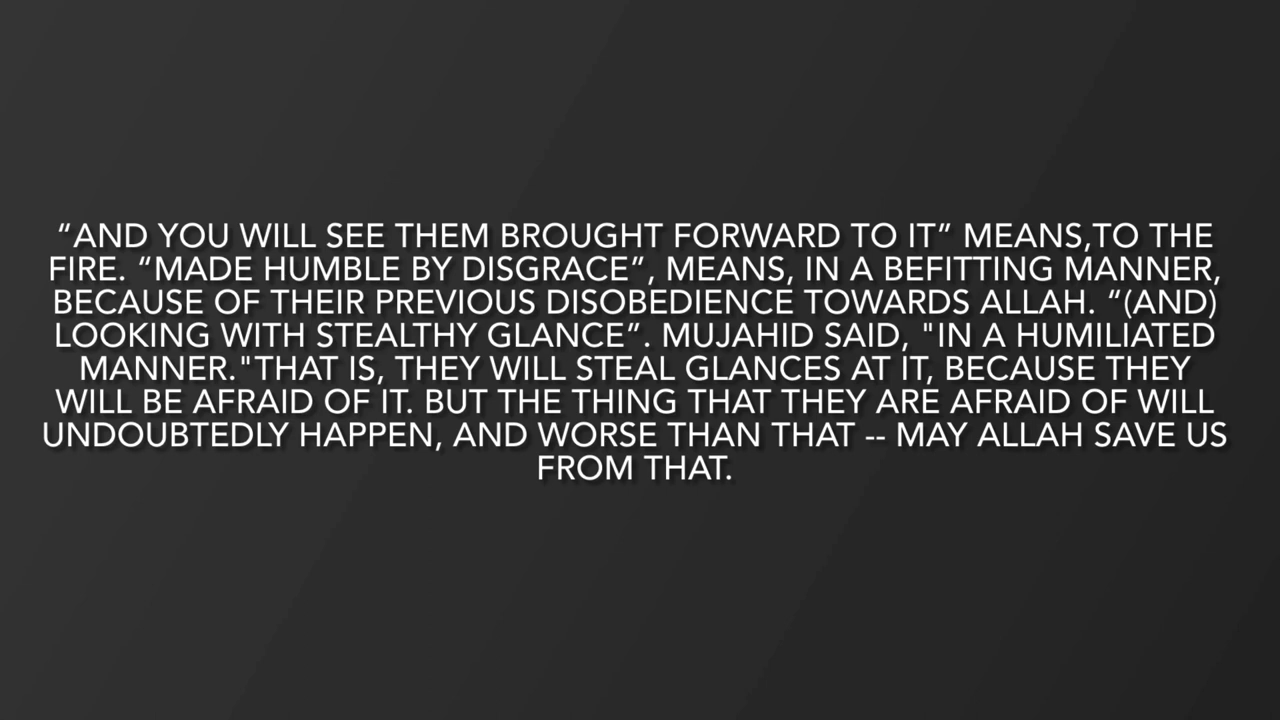 “AND YOU WILL SEE THEM BROUGHT FORWARD TO IT” MEANS,TO THE
FIRE. “MADE HUMBLE BY DISGRACE”, MEANS, IN A BEFITTING MANNER,
BECAUSE OF THEIR PREVIOUS DISOBEDIENCE TOWARDS ALLAH. “(AND)
LOOKING WITH STEALTHY GLANCE”. MUJAHID SAID, "IN A HUMILIATED
MANNER."THAT IS, THEY WILL STEAL GLANCES AT IT, BECAUSE THEY
WILL BE AFRAID OF IT. BUT THE THING THAT THEY ARE AFRAID OF WILL
UNDOUBTEDLY HAPPEN, AND WORSE THAN THAT -- MAY ALLAH SAVE US
FROM THAT.